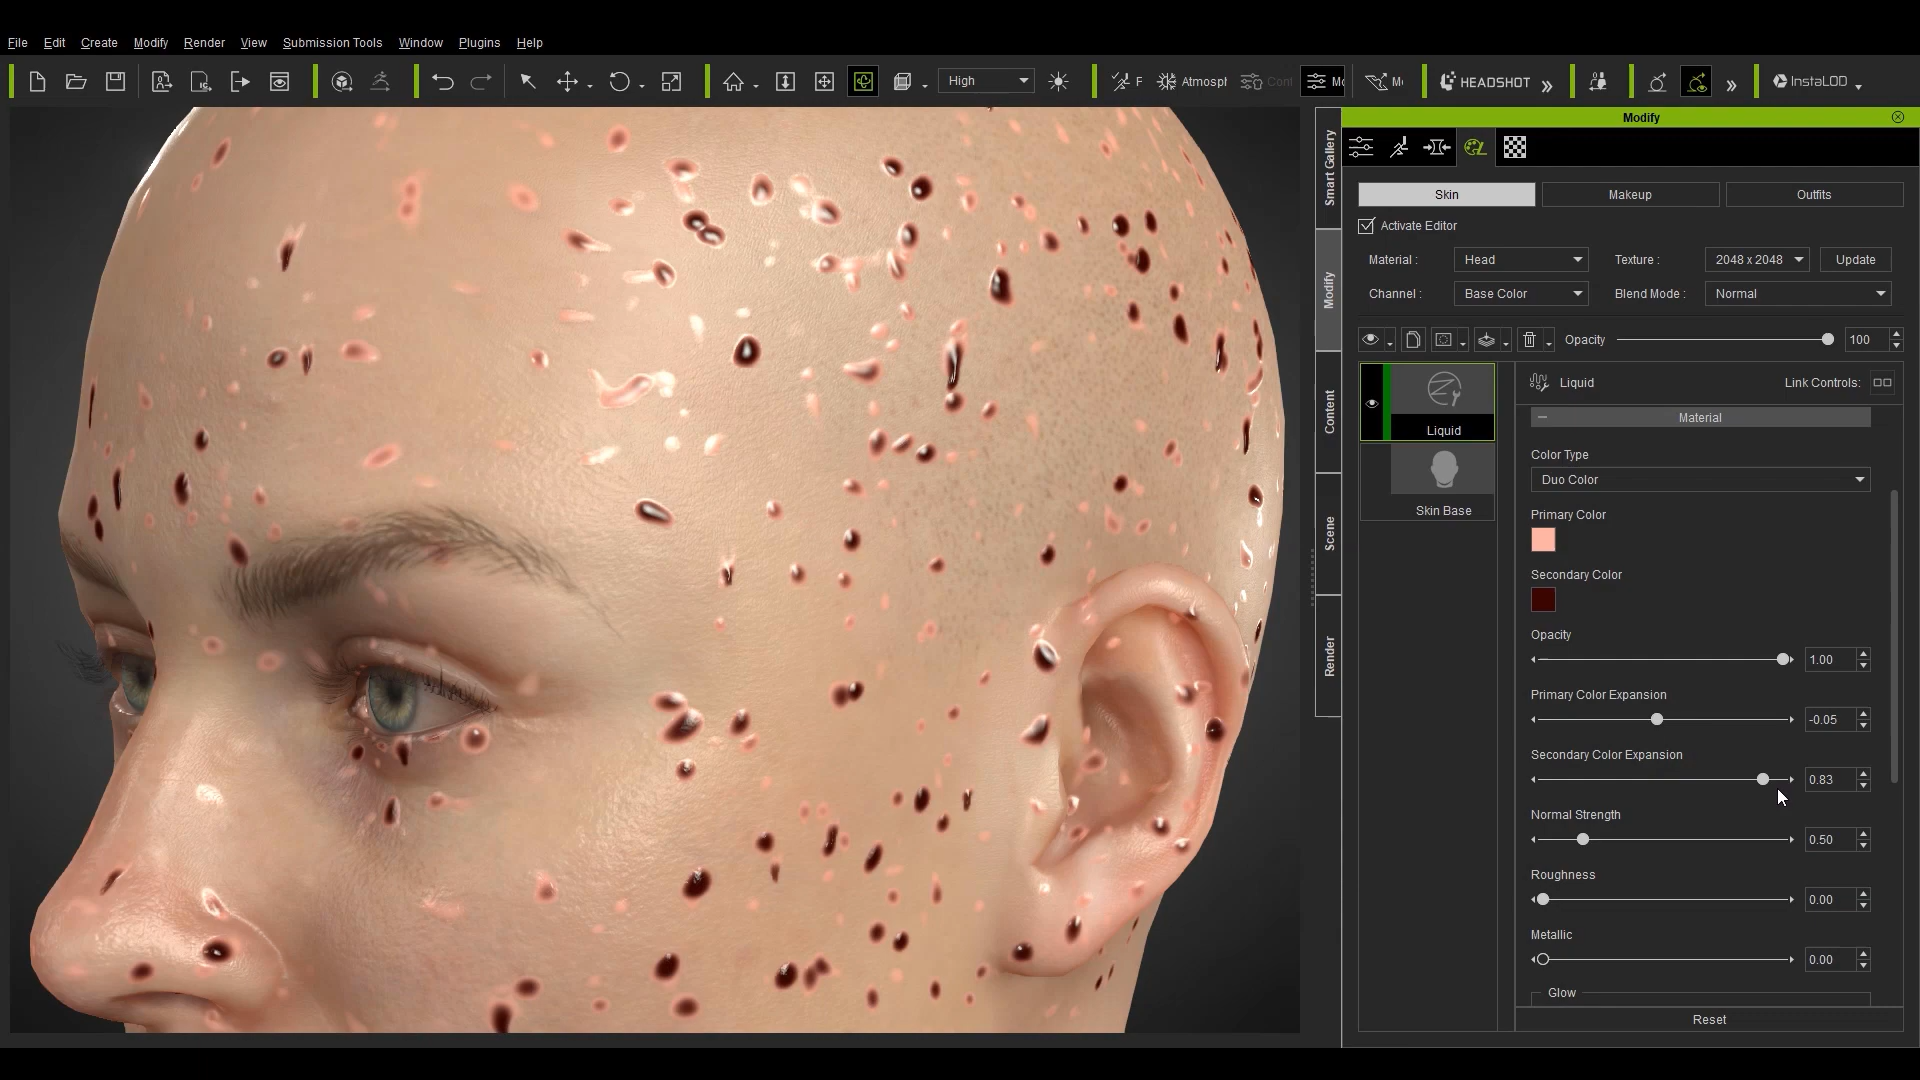 File Edit Create Modify Render View Submission Tools Window Plugins Help
High F Atmosph Cont Mo Mo HEADSHOT InstaLOD
Smart Gallery
Modify
Content
Scene
Render
Modify
Skin Makeup Outfits
Activate Editor
Material : Head Texture : 2048 x 2048 Update
Channel : Base Color Blend Mode : Normal
Opacity 100
Liquid
Skin Base
Liquid Link Controls:
Material
Color Type
Duo Color
Primary Color
Secondary Color
Opacity
1.00
Primary Color Expansion
-0.05
Secondary Color Expansion
0.83
Normal Strength
0.50
Roughness
0.00
Metallic
0.00
Glow
Reset